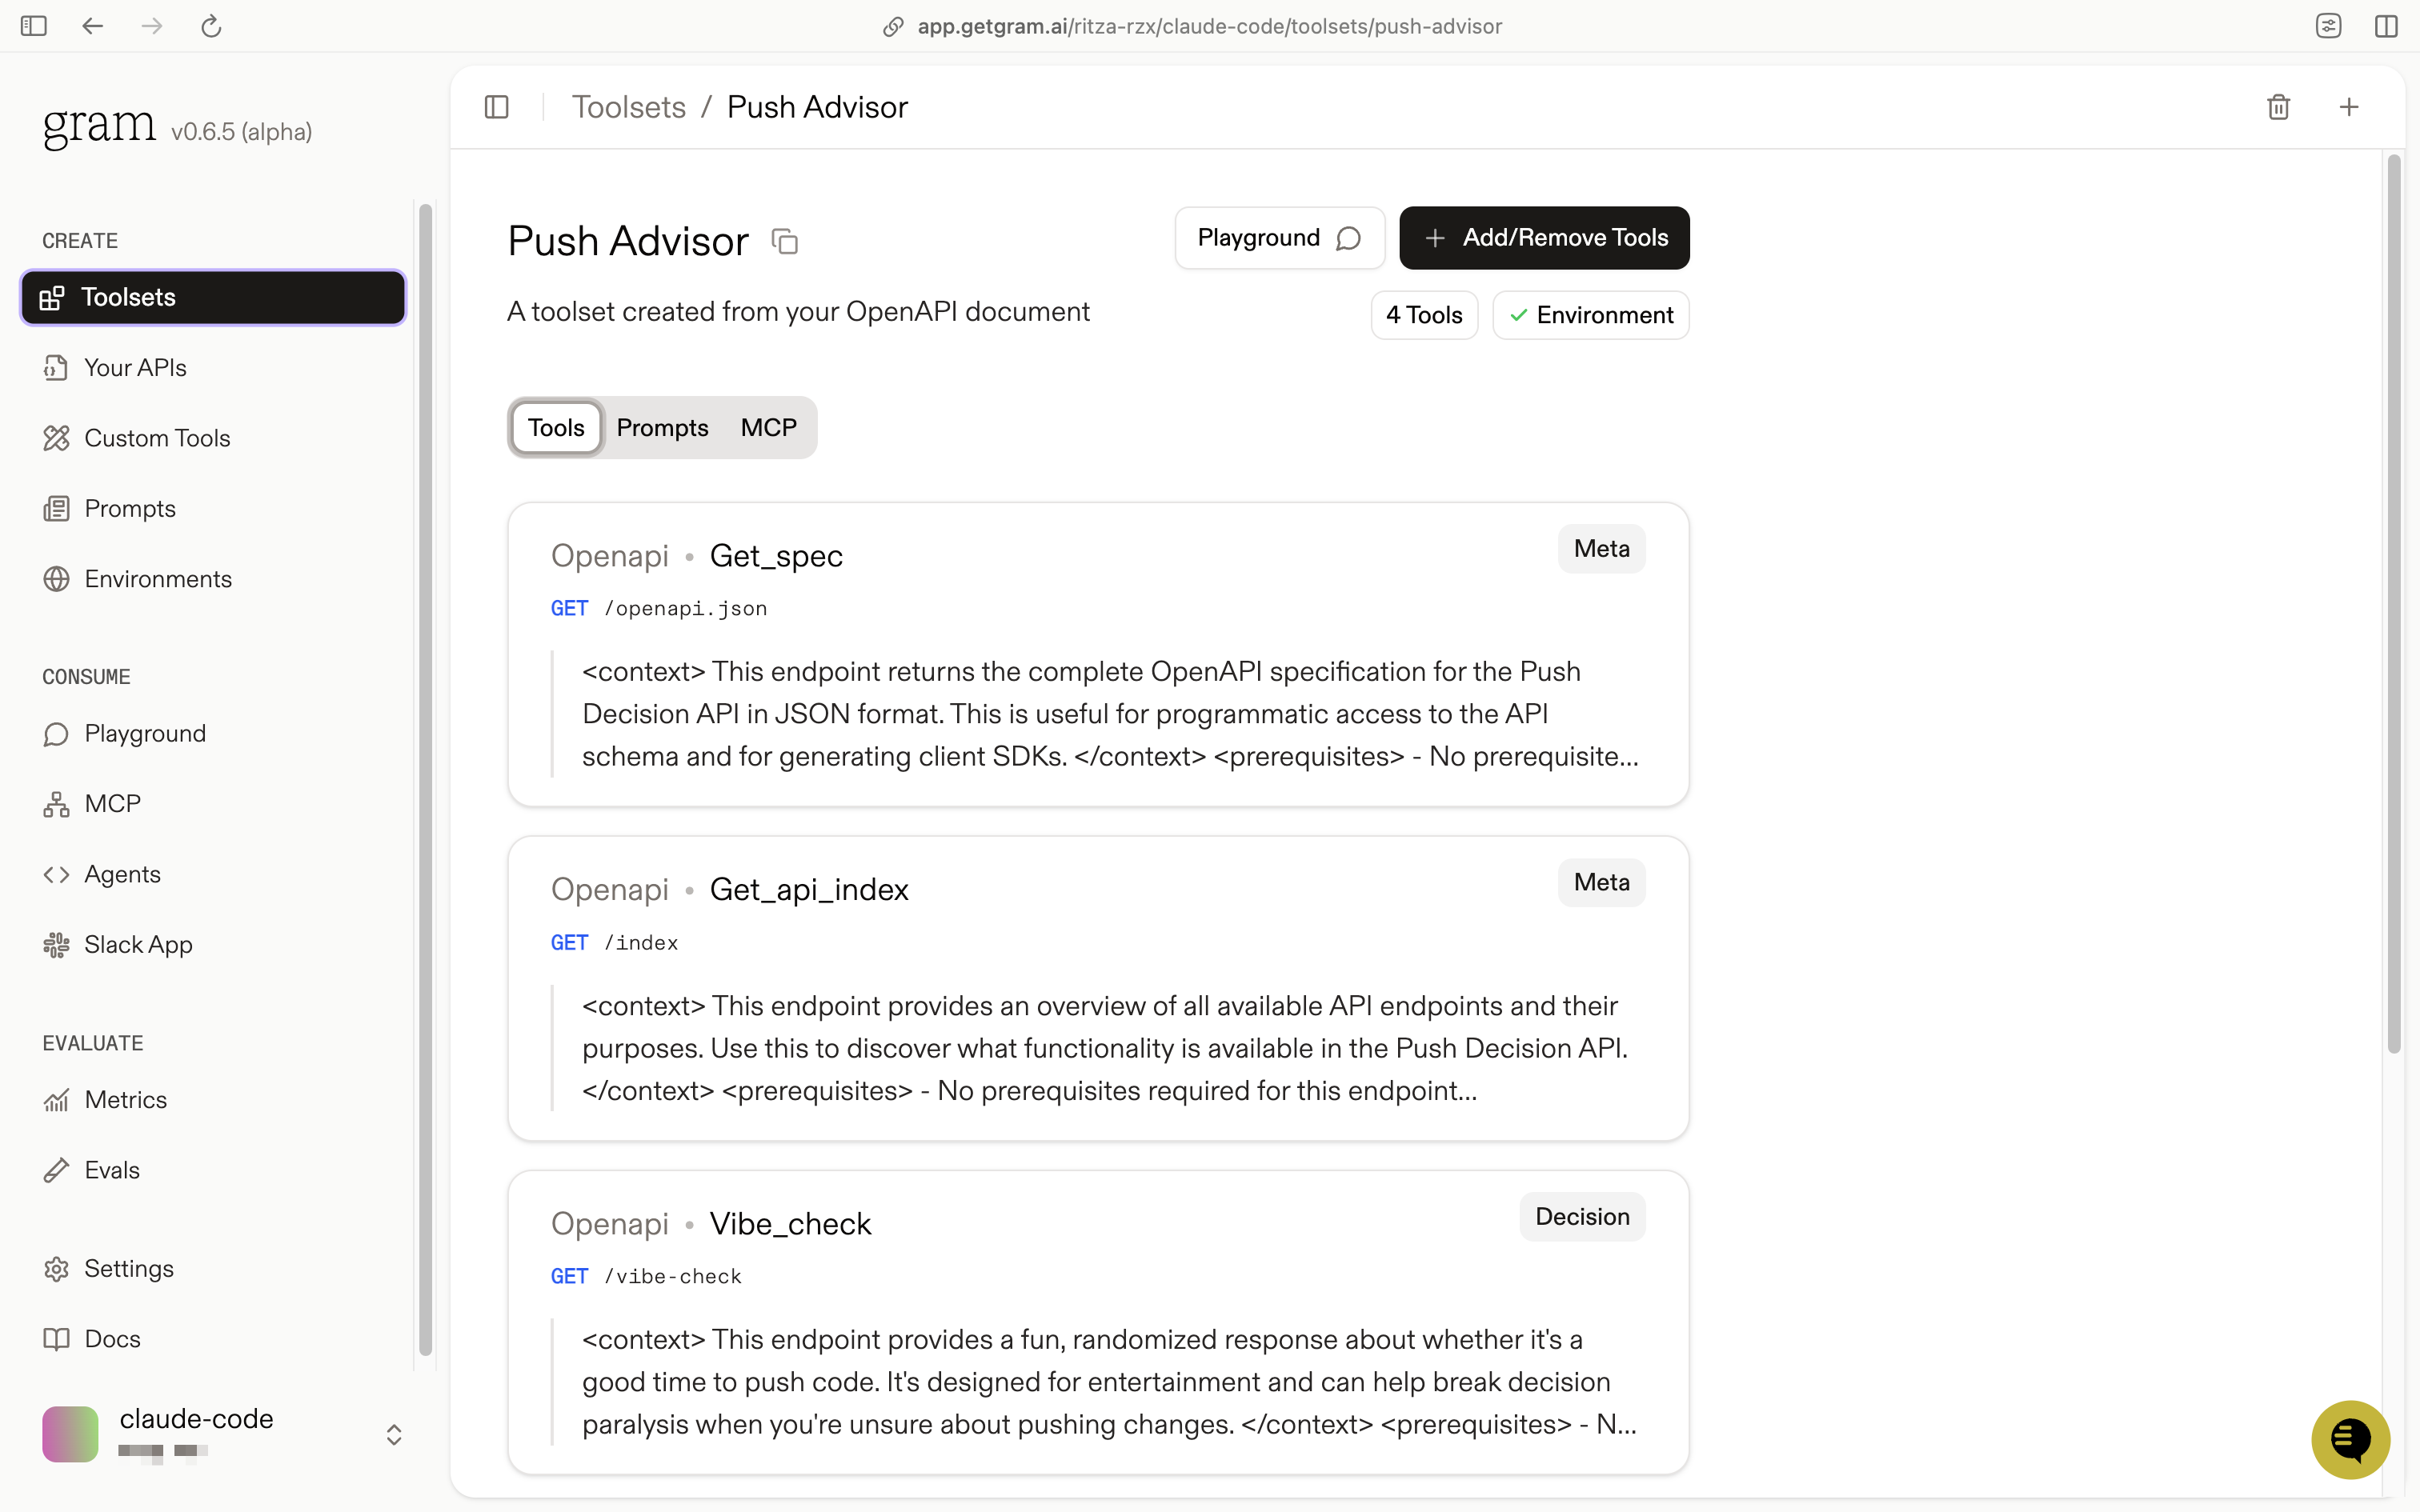 app.getgram.ai/ritza-rzx/claude-code/toolsets/push-advisor
gram v0.6.5 (alpha)
CREATE
Toolsets
Your APIs
Custom Tools
Prompts
Environments
CONSUME
Playground
MCP
Agents
Slack App
EVALUATE
Metrics
Evals
Settings
Docs
claude-code
Toolsets / Push Advisor
Push Advisor
Playground
Add/Remove Tools
A toolset created from your OpenAPI document
4 Tools
Environment
Tools Prompts MCP
Openapi • Get_spec
Meta
GET /openapi.json
<context> This endpoint returns the complete OpenAPI specification for the Push
Decision API in JSON format. This is useful for programmatic access to the API
schema and for generating client SDKs. </context> <prerequisites> - No prerequisite...
Openapi • Get_api_index
Meta
GET /index
<context> This endpoint provides an overview of all available API endpoints and their
purposes. Use this to discover what functionality is available in the Push Decision API.
</context> <prerequisites> - No prerequisites required for this endpoint...
Openapi • Vibe_check
Decision
GET /vibe-check
<context> This endpoint provides a fun, randomized response about whether it's a
good time to push code. It's designed for entertainment and can help break decision
paralysis when you're unsure about pushing changes. </context> <prerequisites> - N...